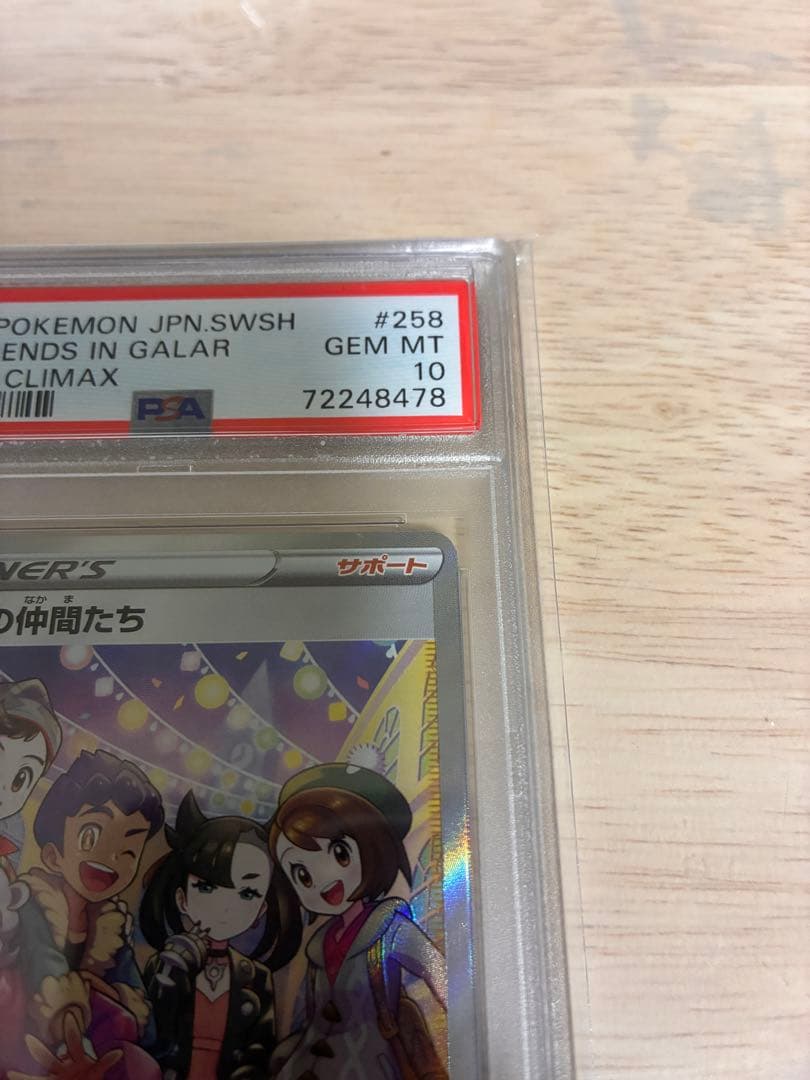 POKEMON JPN.SWSH #258
ENDS IN GALAR GEM MT
CLIMAX 10
PSA 72248478
NER'S サポート
なか ま
の仲間たち